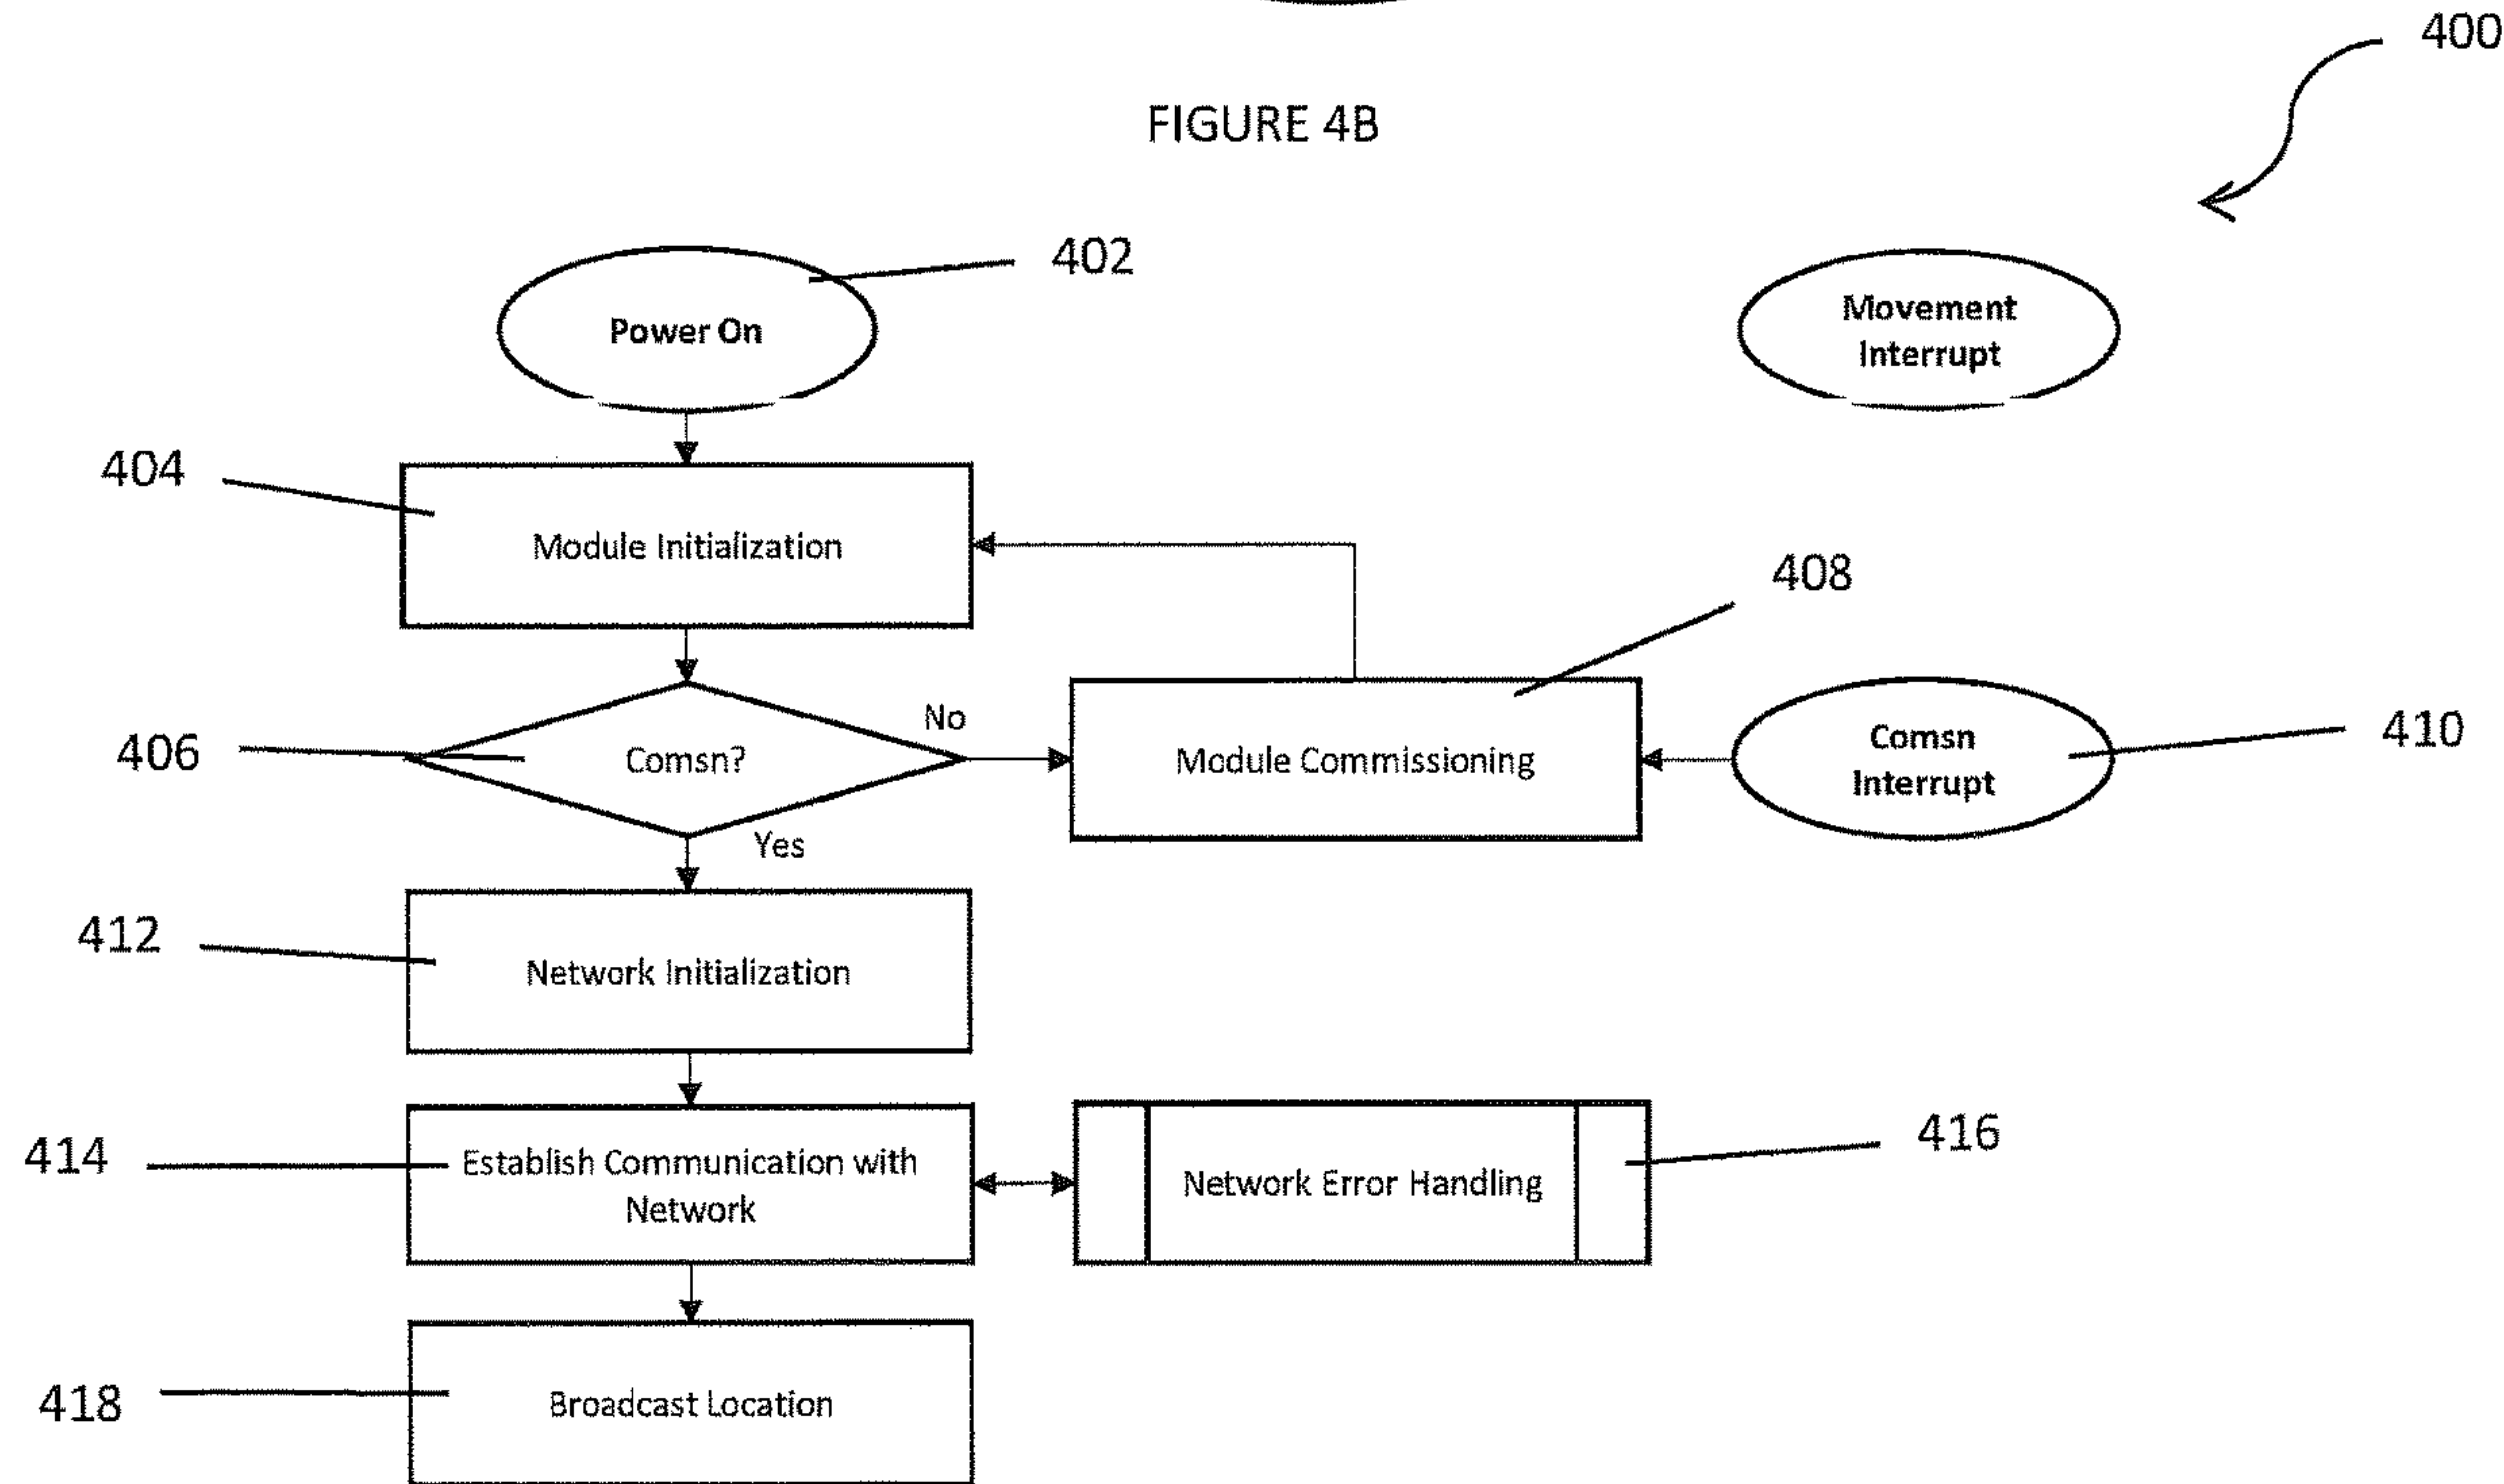 400
FIGURE 4B
402
Power On
Movement
Interrupt
404
Module Initialization
408
No
406
Comsn?
Module Commissioning
Comsn
Interrupt
410
Yes
412
Network Initialization
414
Establish Communication with
Network
Network Error Handling
416
418
Broadcast Location